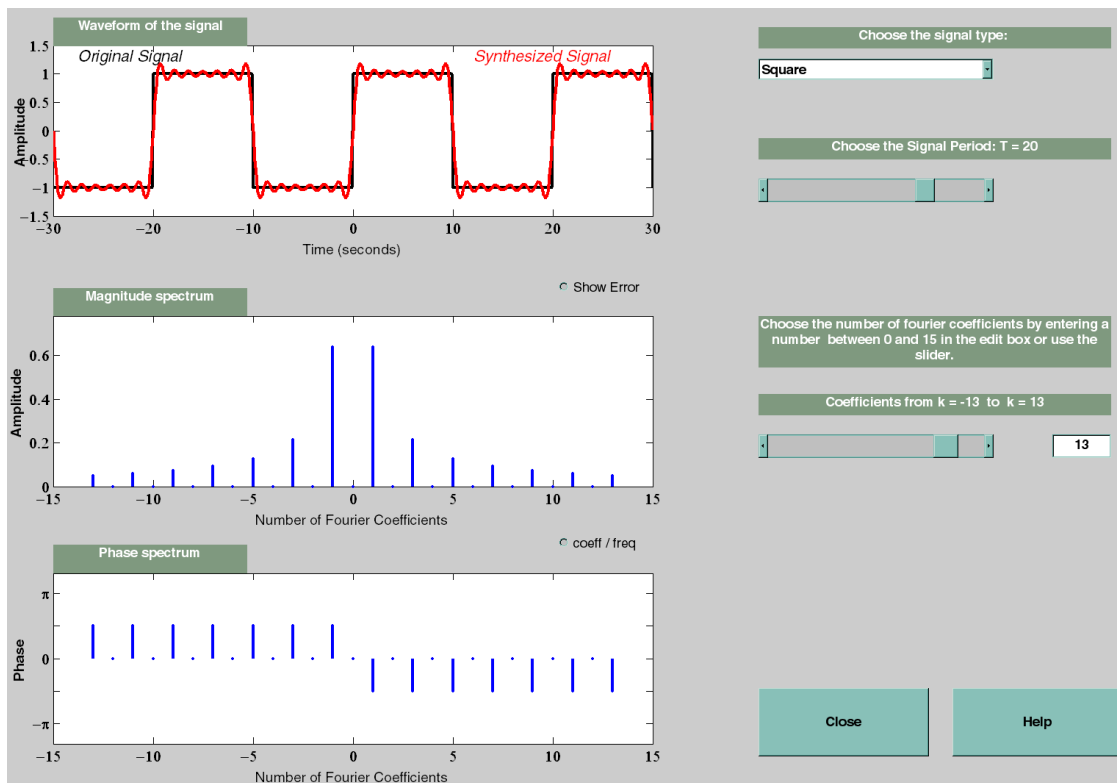 Waveform of the signal
Original Signal
Synthesized Signal
1.5
1
0.5
0
−0.5
−1
−1.5
Amplitude
−30 −20 −10 0 10 20 30
Time (seconds)
Show Error
Magnitude spectrum
0.6
0.4
0.2
0
Amplitude
−15 −10 −5 0 5 10 15
Number of Fourier Coefficients
coeff / freq
Phase spectrum
π
0
−π
Phase
−15 −10 −5 0 5 10 15
Number of Fourier Coefficients
Choose the signal type:
Square
Choose the Signal Period: T = 20
Choose the number of fourier coefficients by entering a
number between 0 and 15 in the edit box or use the
slider.
Coefficients from k = -13 to k = 13
13
Close
Help